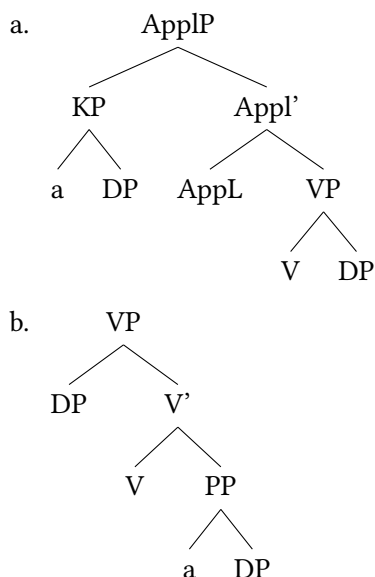 a. ApplP
KP Appl’
a DP AppL VP
V DP
b. VP
DP V’
V PP
a DP